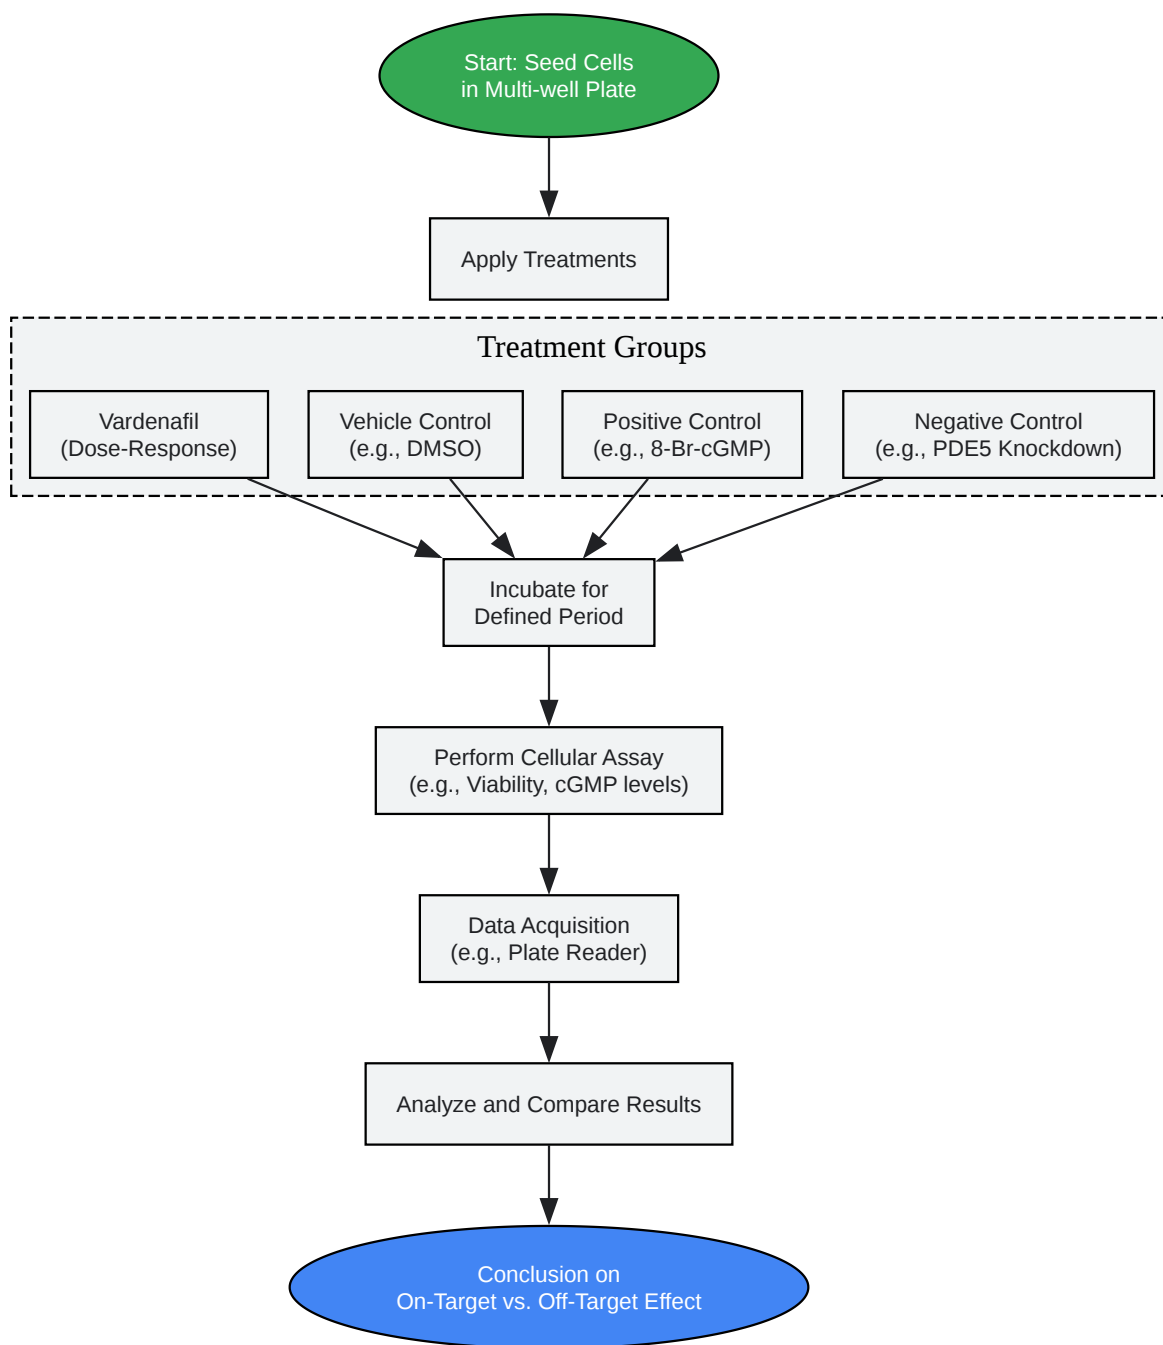 Start: Seed Cells
in Multi-well Plate
Apply Treatments
Treatment Groups
Vardenafil
(Dose-Response)
Vehicle Control
(e.g., DMSO)
Positive Control
(e.g., 8-Br-cGMP)
Negative Control
(e.g., PDE5 Knockdown)
Incubate for
Defined Period
Perform Cellular Assay
(e.g., Viability, cGMP levels)
Data Acquisition
(e.g., Plate Reader)
Analyze and Compare Results
Conclusion on
On-Target vs. Off-Target Effect